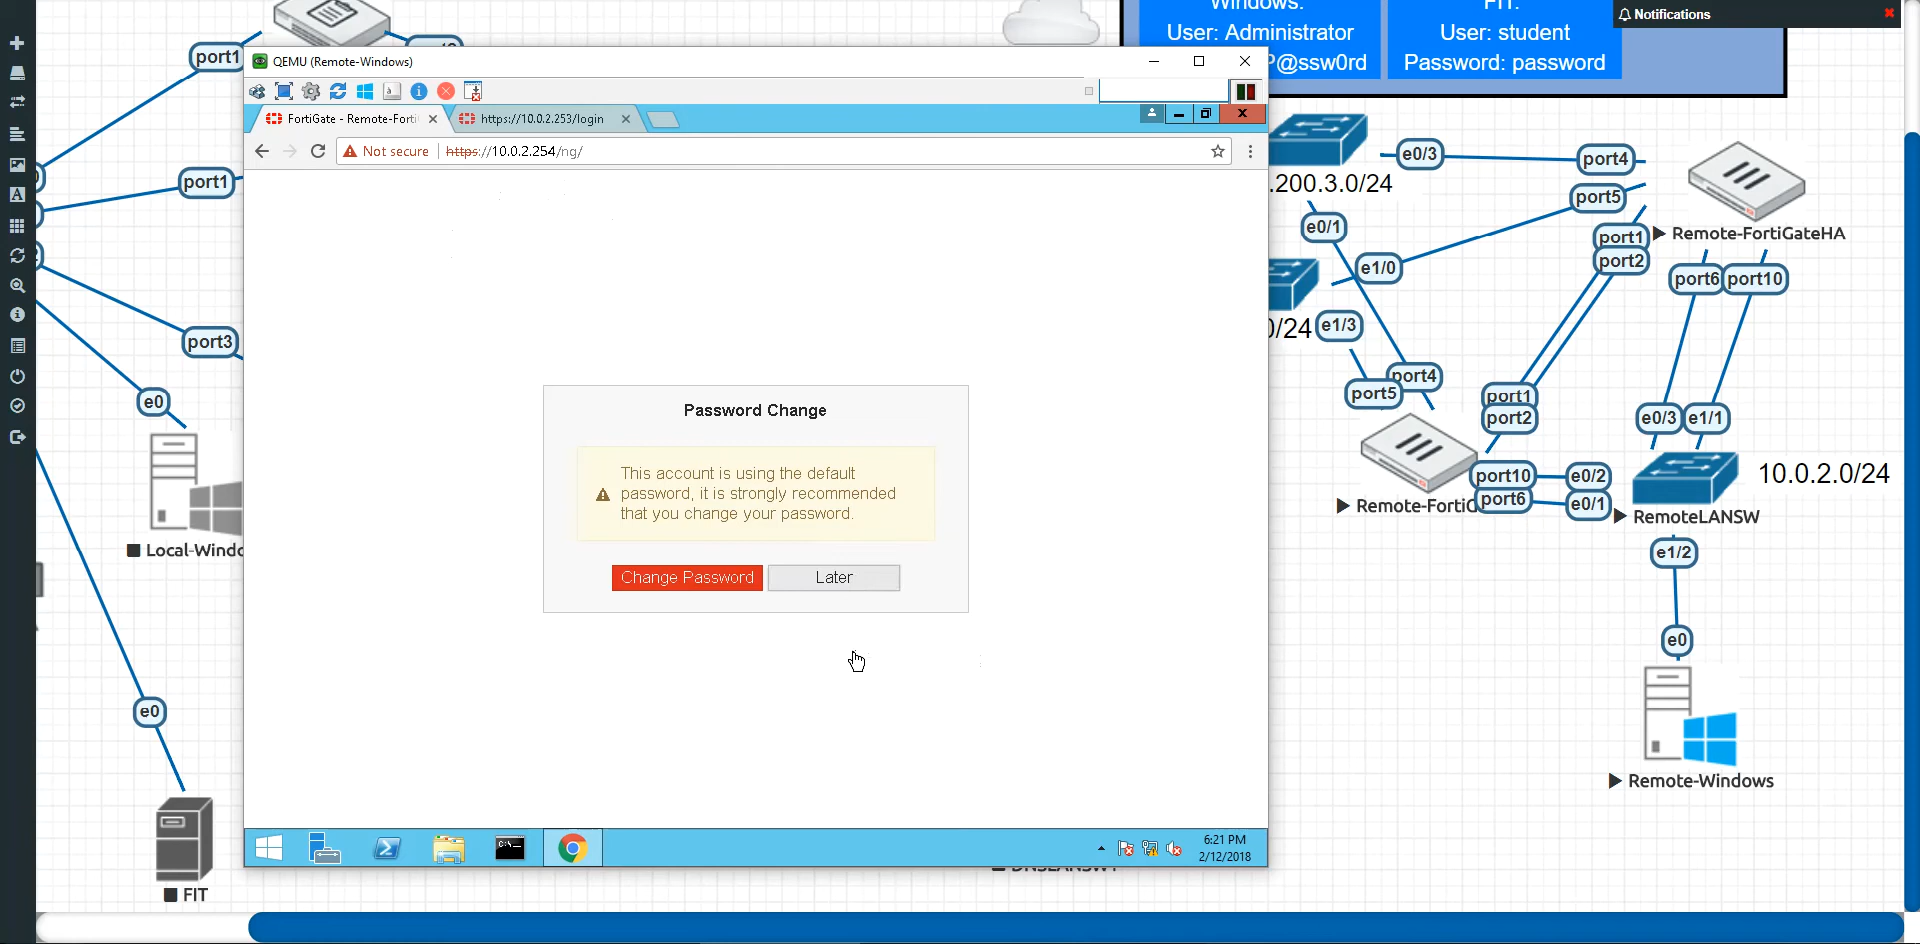 Windows:
User: Administrator
P@ssw0rd
FIT:
User: student
Password: password
Notifications
port1
port1
port3
e0
Local-Windo
e0
FIT
QEMU (Remote-Windows)
FortiGate - Remote-Forti
https://10.0.2.253/login
Not secure
https://10.0.2.254/ng/
Password Change
This account is using the default
password, it is strongly recommended
that you change your password.
Change Password
Later
6:21 PM
2/12/2018
.200.3.0/24
e0/3
port4
port5
e0/1
port1
port2
Remote-FortiGateHA
e1/0
port6
port10
0/24
e1/3
port4
port5
port1
port2
e0/3
e1/1
Remote-FortiG
port10
e0/2
port6
e0/1
10.0.2.0/24
RemoteLANSW
e1/2
e0
Remote-Windows